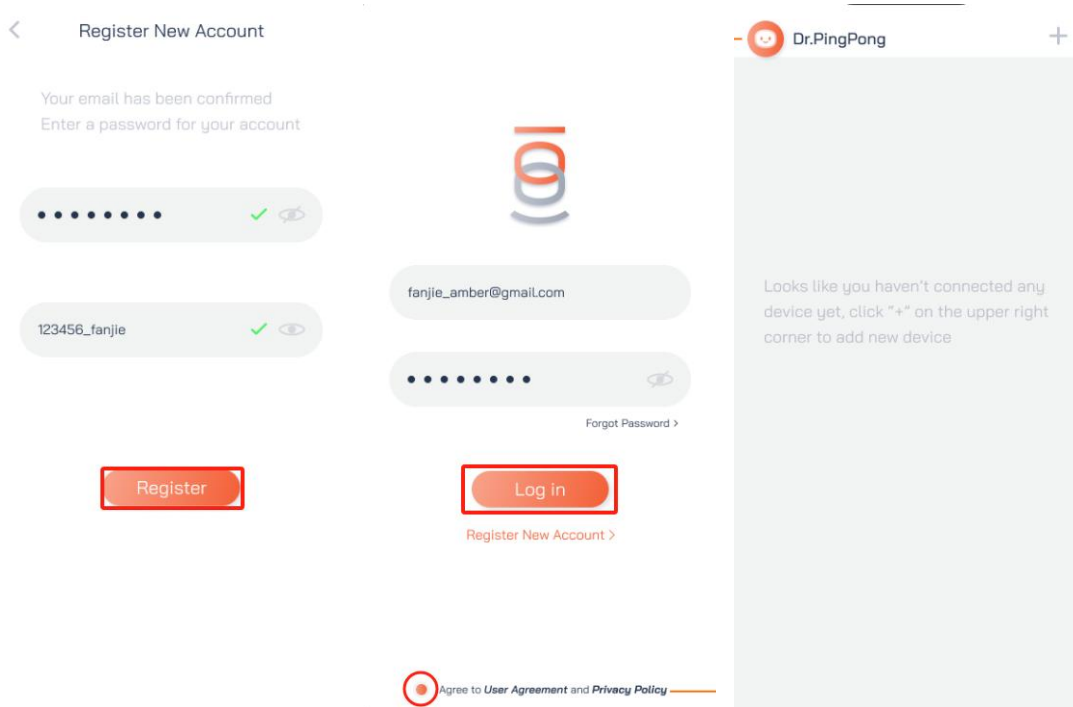 Register New Account
Your email has been confirmed
Enter a password for your account
123456_fanjie
Register
fanjie_amber@gmail.com
Forgot Password >
Log in
Register New Account >
Agree to User Agreement and Privacy Policy
Dr.PingPong
Looks like you haven't connected any
device yet, click "+" on the upper right
corner to add new device